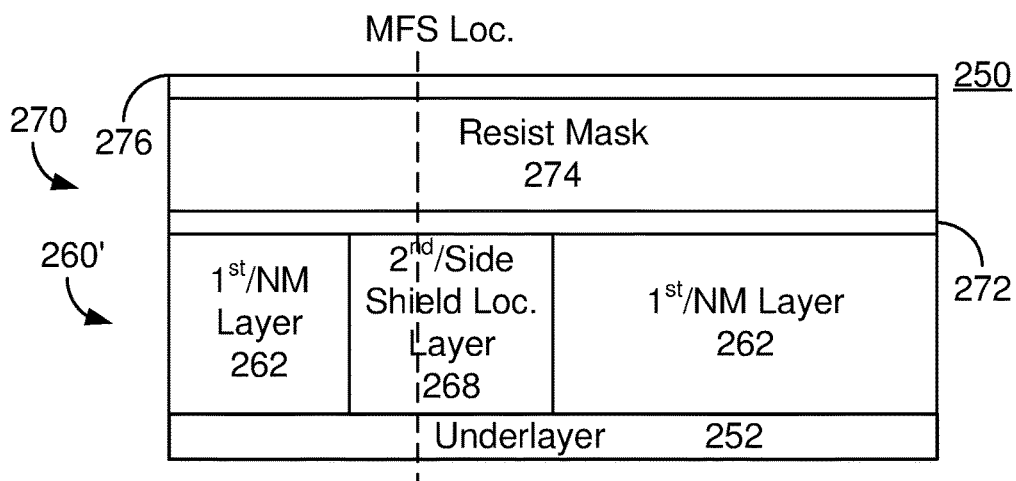 MFS Loc.
250
270
276
Resist Mask
274
260'
1st/NM
Layer
262
2nd/Side
Shield Loc.
Layer
268
1st/NM Layer
262
272
Underlayer 252